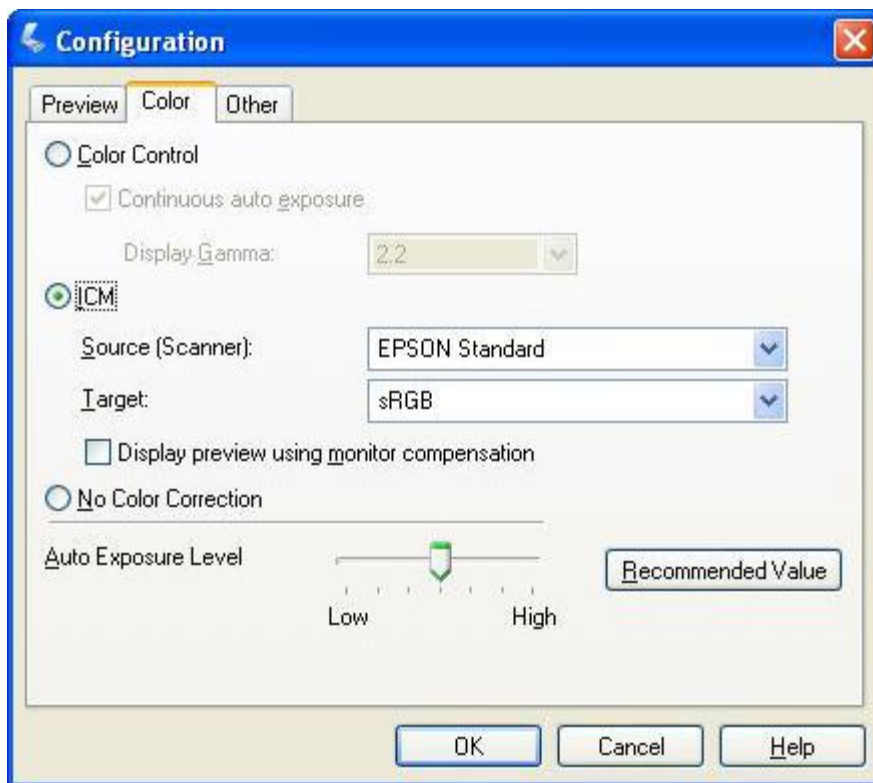 Configuration
Preview Color Other
Color Control
Continuous auto exposure
Display Gamma: 2.2
ICM
Source (Scanner): EPSON Standard
Target: sRGB
Display preview using monitor compensation
No Color Correction
Auto Exposure Level
Recommended Value
Low High
OK Cancel Help